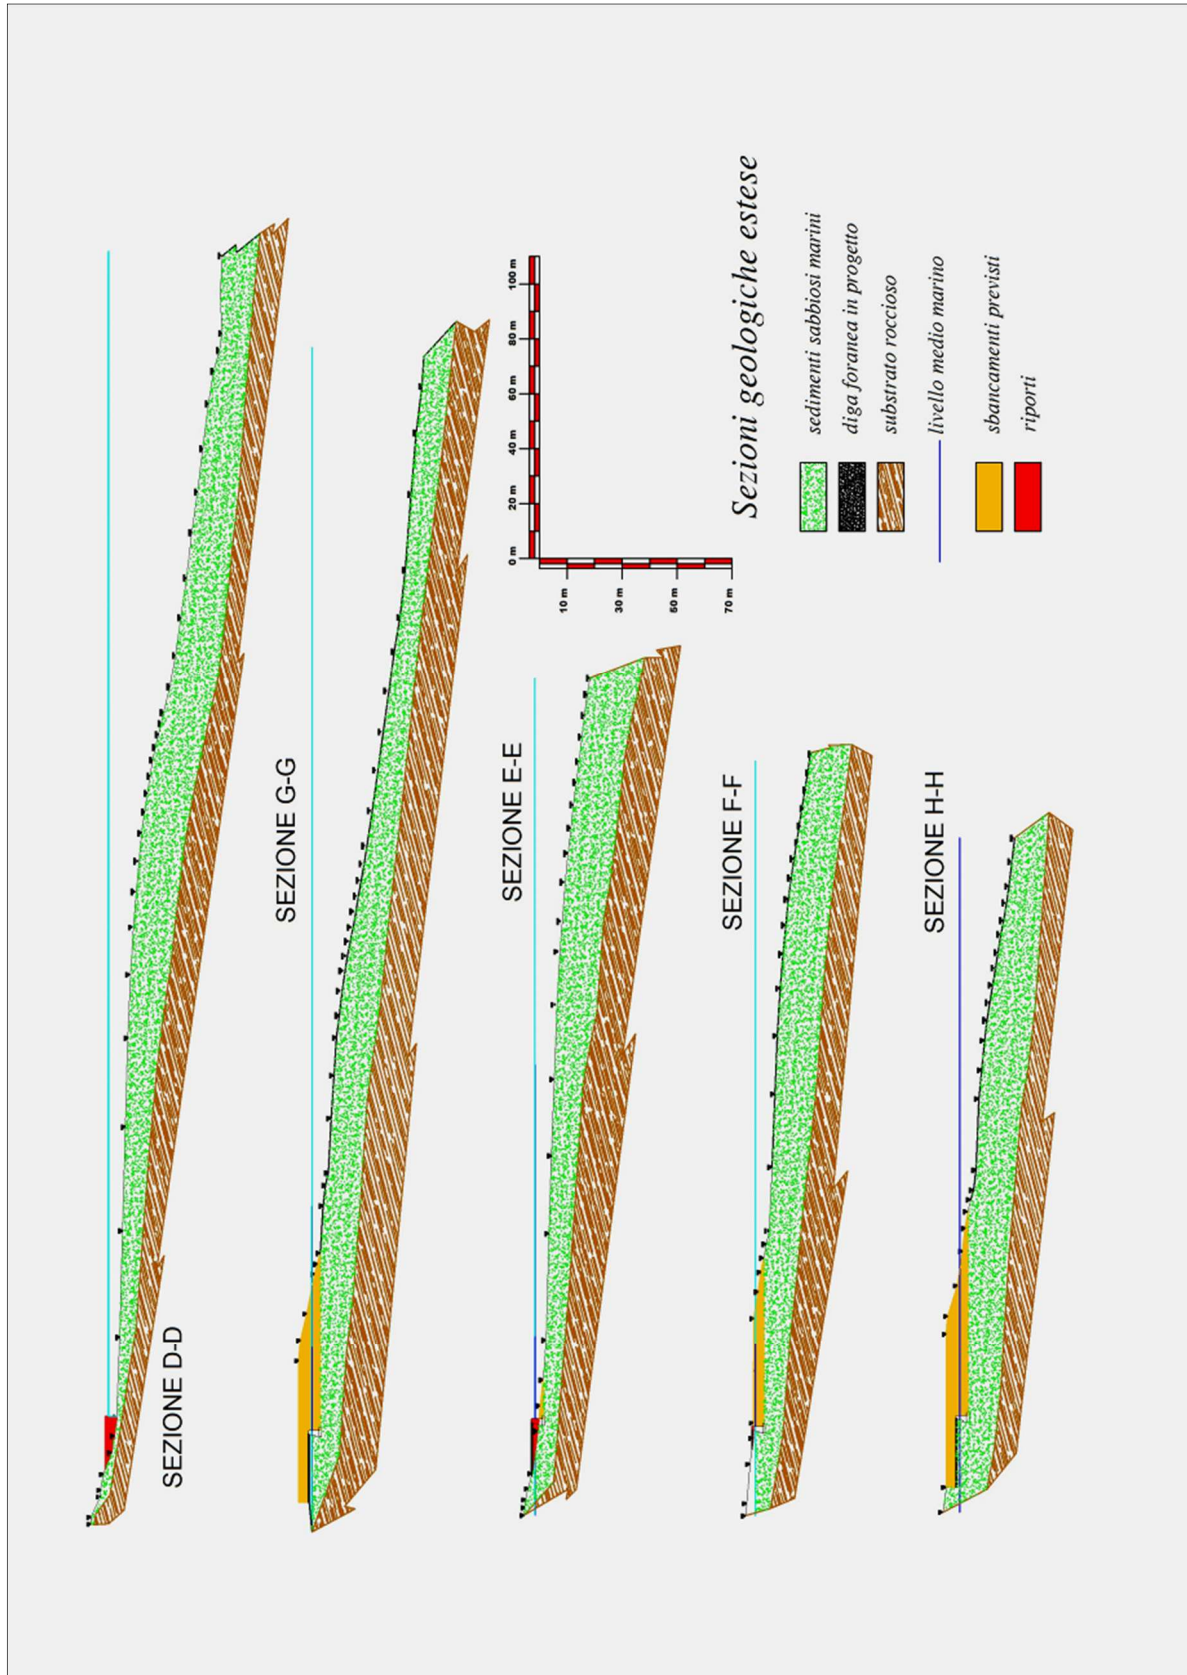 SEZIONE D-D
SEZIONE G-G
SEZIONE E-E
SEZIONE F-F
SEZIONE H-H
0 m
20 m
40 m
60 m
80 m
100 m
10 m
30 m
50 m
70 m
Sezioni geologiche estese
sedimenti sabbiosi marini
diga foranea in progetto
substrato roccioso
livello medio marino
sbancamenti previsti
riporti